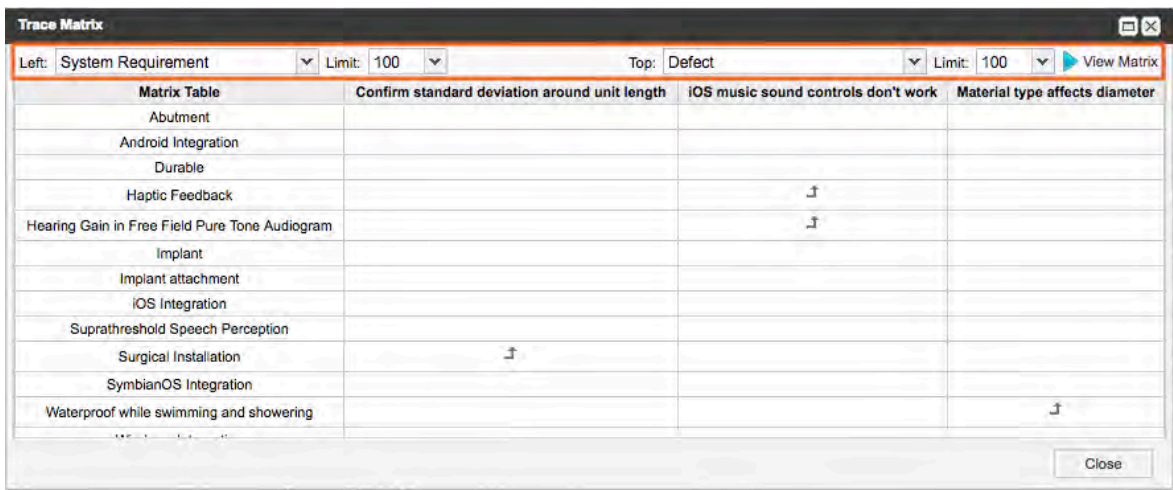 Trace Matrix
Left: System Requirement Limit: 100 Top: Defect Limit: 100 View Matrix
Matrix Table Confirm standard deviation around unit length iOS music sound controls don't work Material type affects diameter
Abutment
Android Integration
Durable
Haptic Feedback
Hearing Gain in Free Field Pure Tone Audiogram
Implant
Implant attachment
iOS Integration
Suprathreshold Speech Perception
Surgical Installation
SymbianOS Integration
Waterproof while swimming and showering
Close